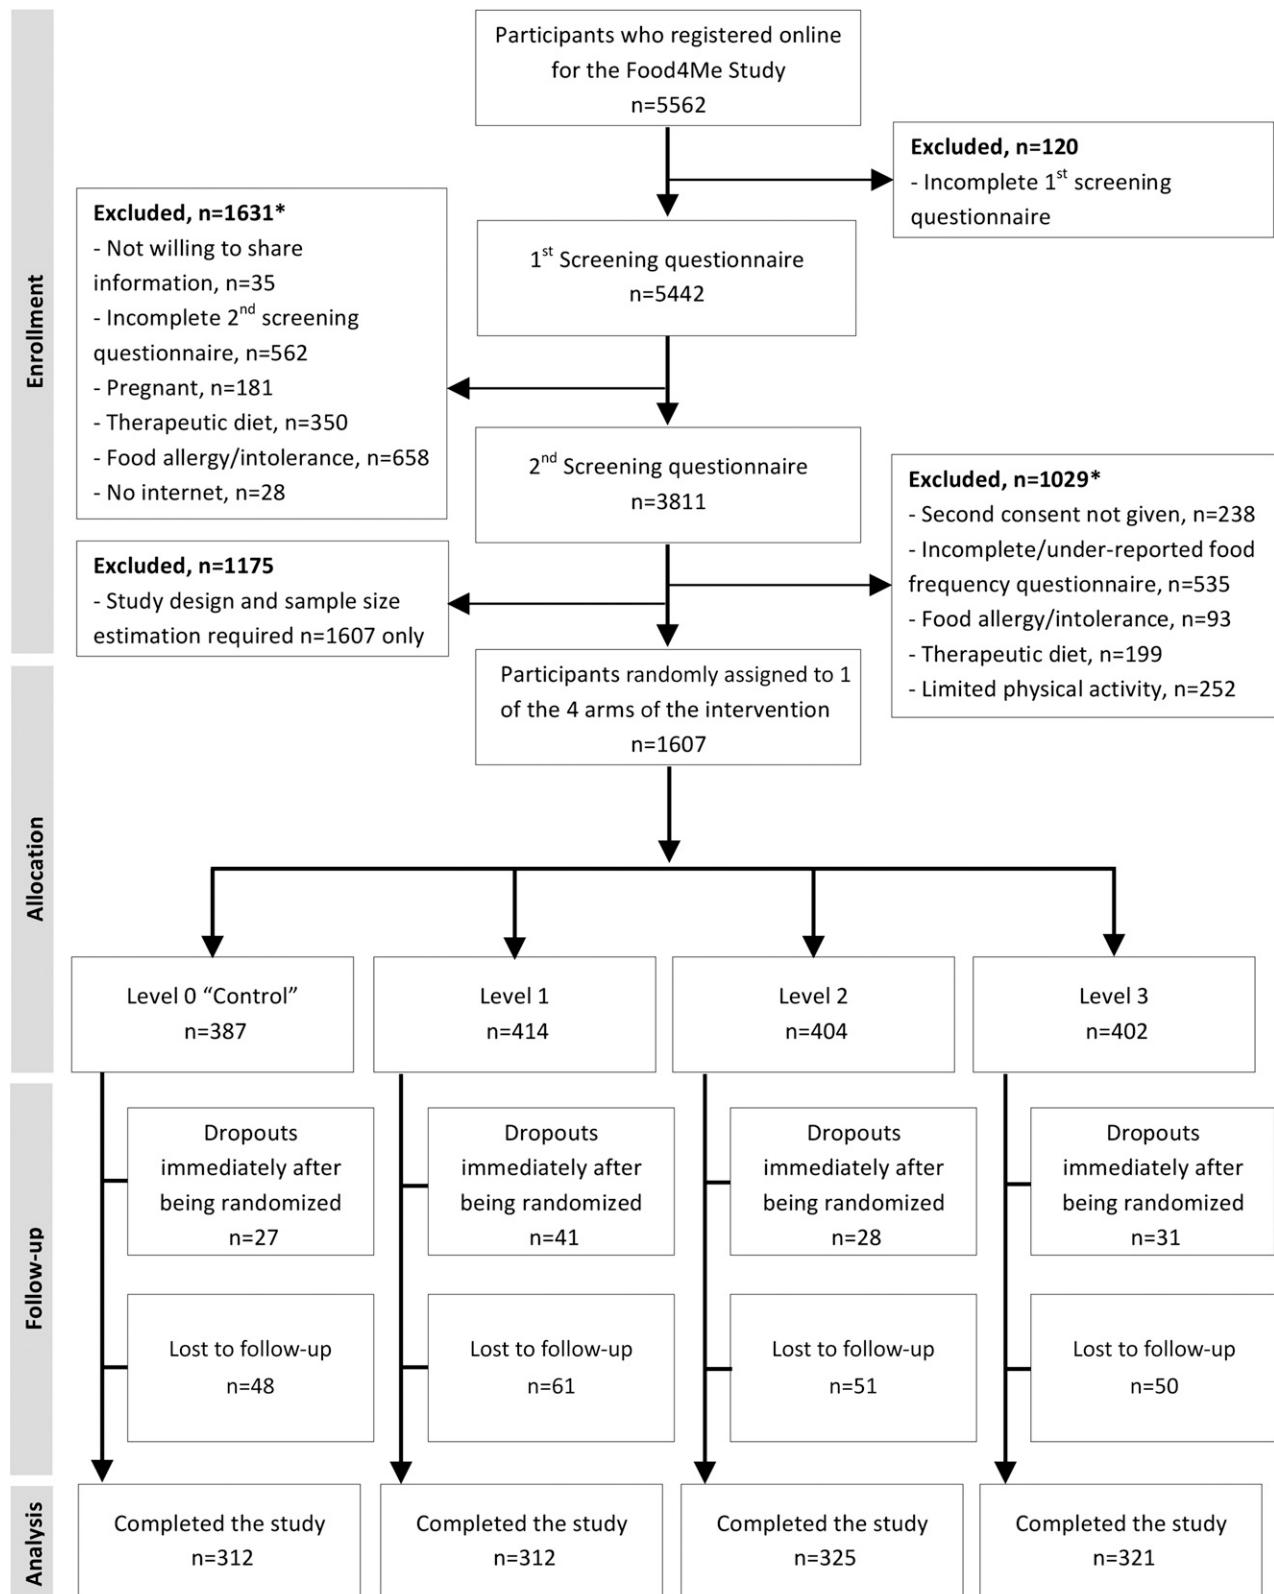 Participants who registered online
for the Food4Me Study
n=5562
Excluded, n=120
- Incomplete 1st screening
questionnaire
Enrollment
Excluded, n=1631*
- Not willing to share
information, n=35
- Incomplete 2nd screening
questionnaire, n=562
- Pregnant, n=181
- Therapeutic diet, n=350
- Food allergy/intolerance, n=658
- No internet, n=28
1st Screening questionnaire
n=5442
2nd Screening questionnaire
n=3811
Excluded, n=1029*
- Second consent not given, n=238
- Incomplete/under-reported food
frequency questionnaire, n=535
- Food allergy/intolerance, n=93
- Therapeutic diet, n=199
- Limited physical activity, n=252
Excluded, n=1175
- Study design and sample size
estimation required n=1607 only
Allocation
Participants randomly assigned to 1
of the 4 arms of the intervention
n=1607
Level 0 “Control”
n=387
Level 1
n=414
Level 2
n=404
Level 3
n=402
Follow-up
Dropouts
immediately after
being randomized
n=27
Dropouts
immediately after
being randomized
n=41
Dropouts
immediately after
being randomized
n=28
Dropouts
immediately after
being randomized
n=31
Lost to follow-up
n=48
Lost to follow-up
n=61
Lost to follow-up
n=51
Lost to follow-up
n=50
Analysis
Completed the study
n=312
Completed the study
n=312
Completed the study
n=325
Completed the study
n=321